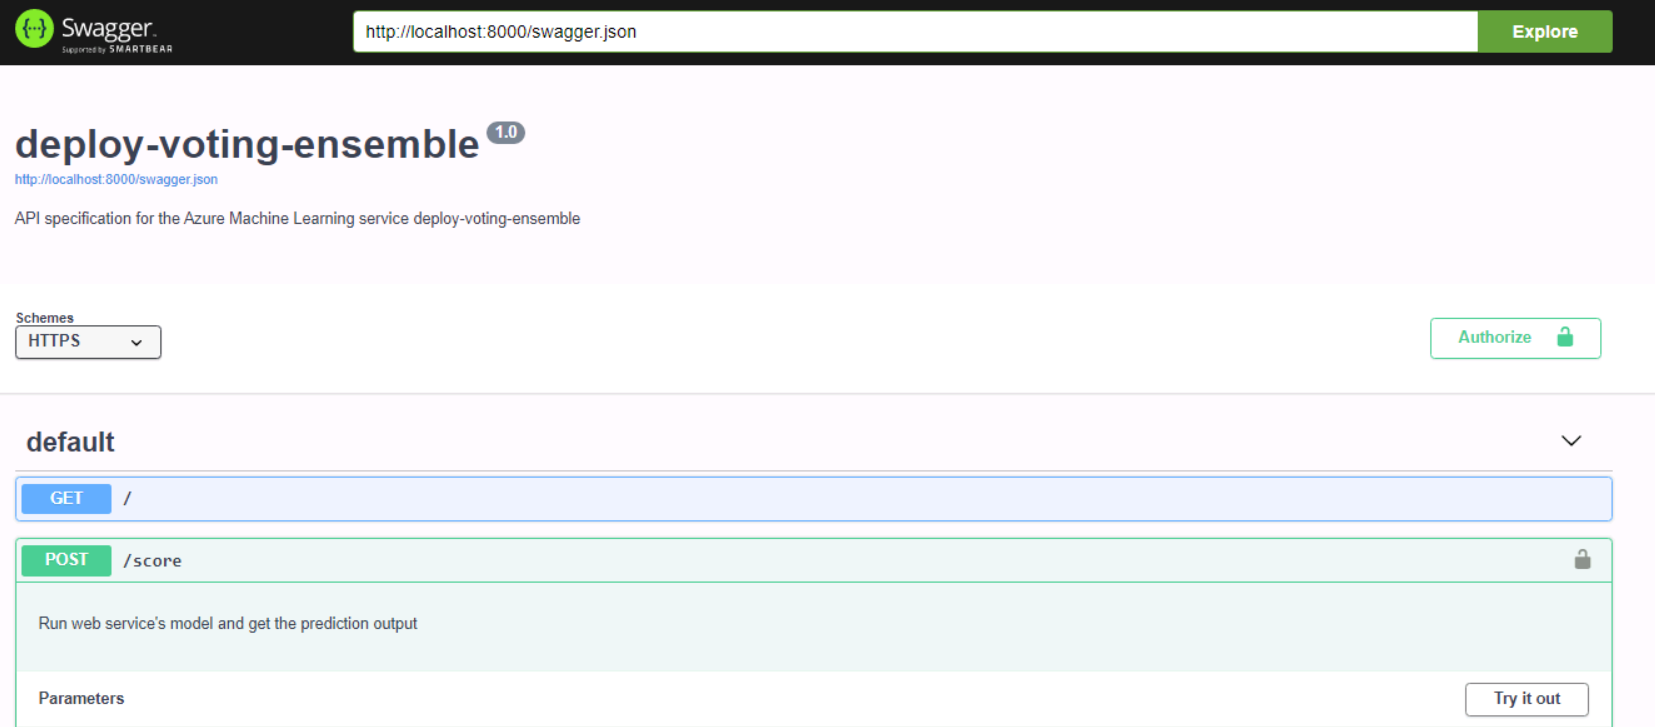 {···} Swagger™
Supported by SMARTBEAR
http://localhost:8000/swagger.json
Explore
deploy-voting-ensemble 1.0
http://localhost:8000/swagger.json
API specification for the Azure Machine Learning service deploy-voting-ensemble
Schemes
HTTPS
Authorize
default
GET /
POST /score
Run web service's model and get the prediction output
Parameters
Try it out